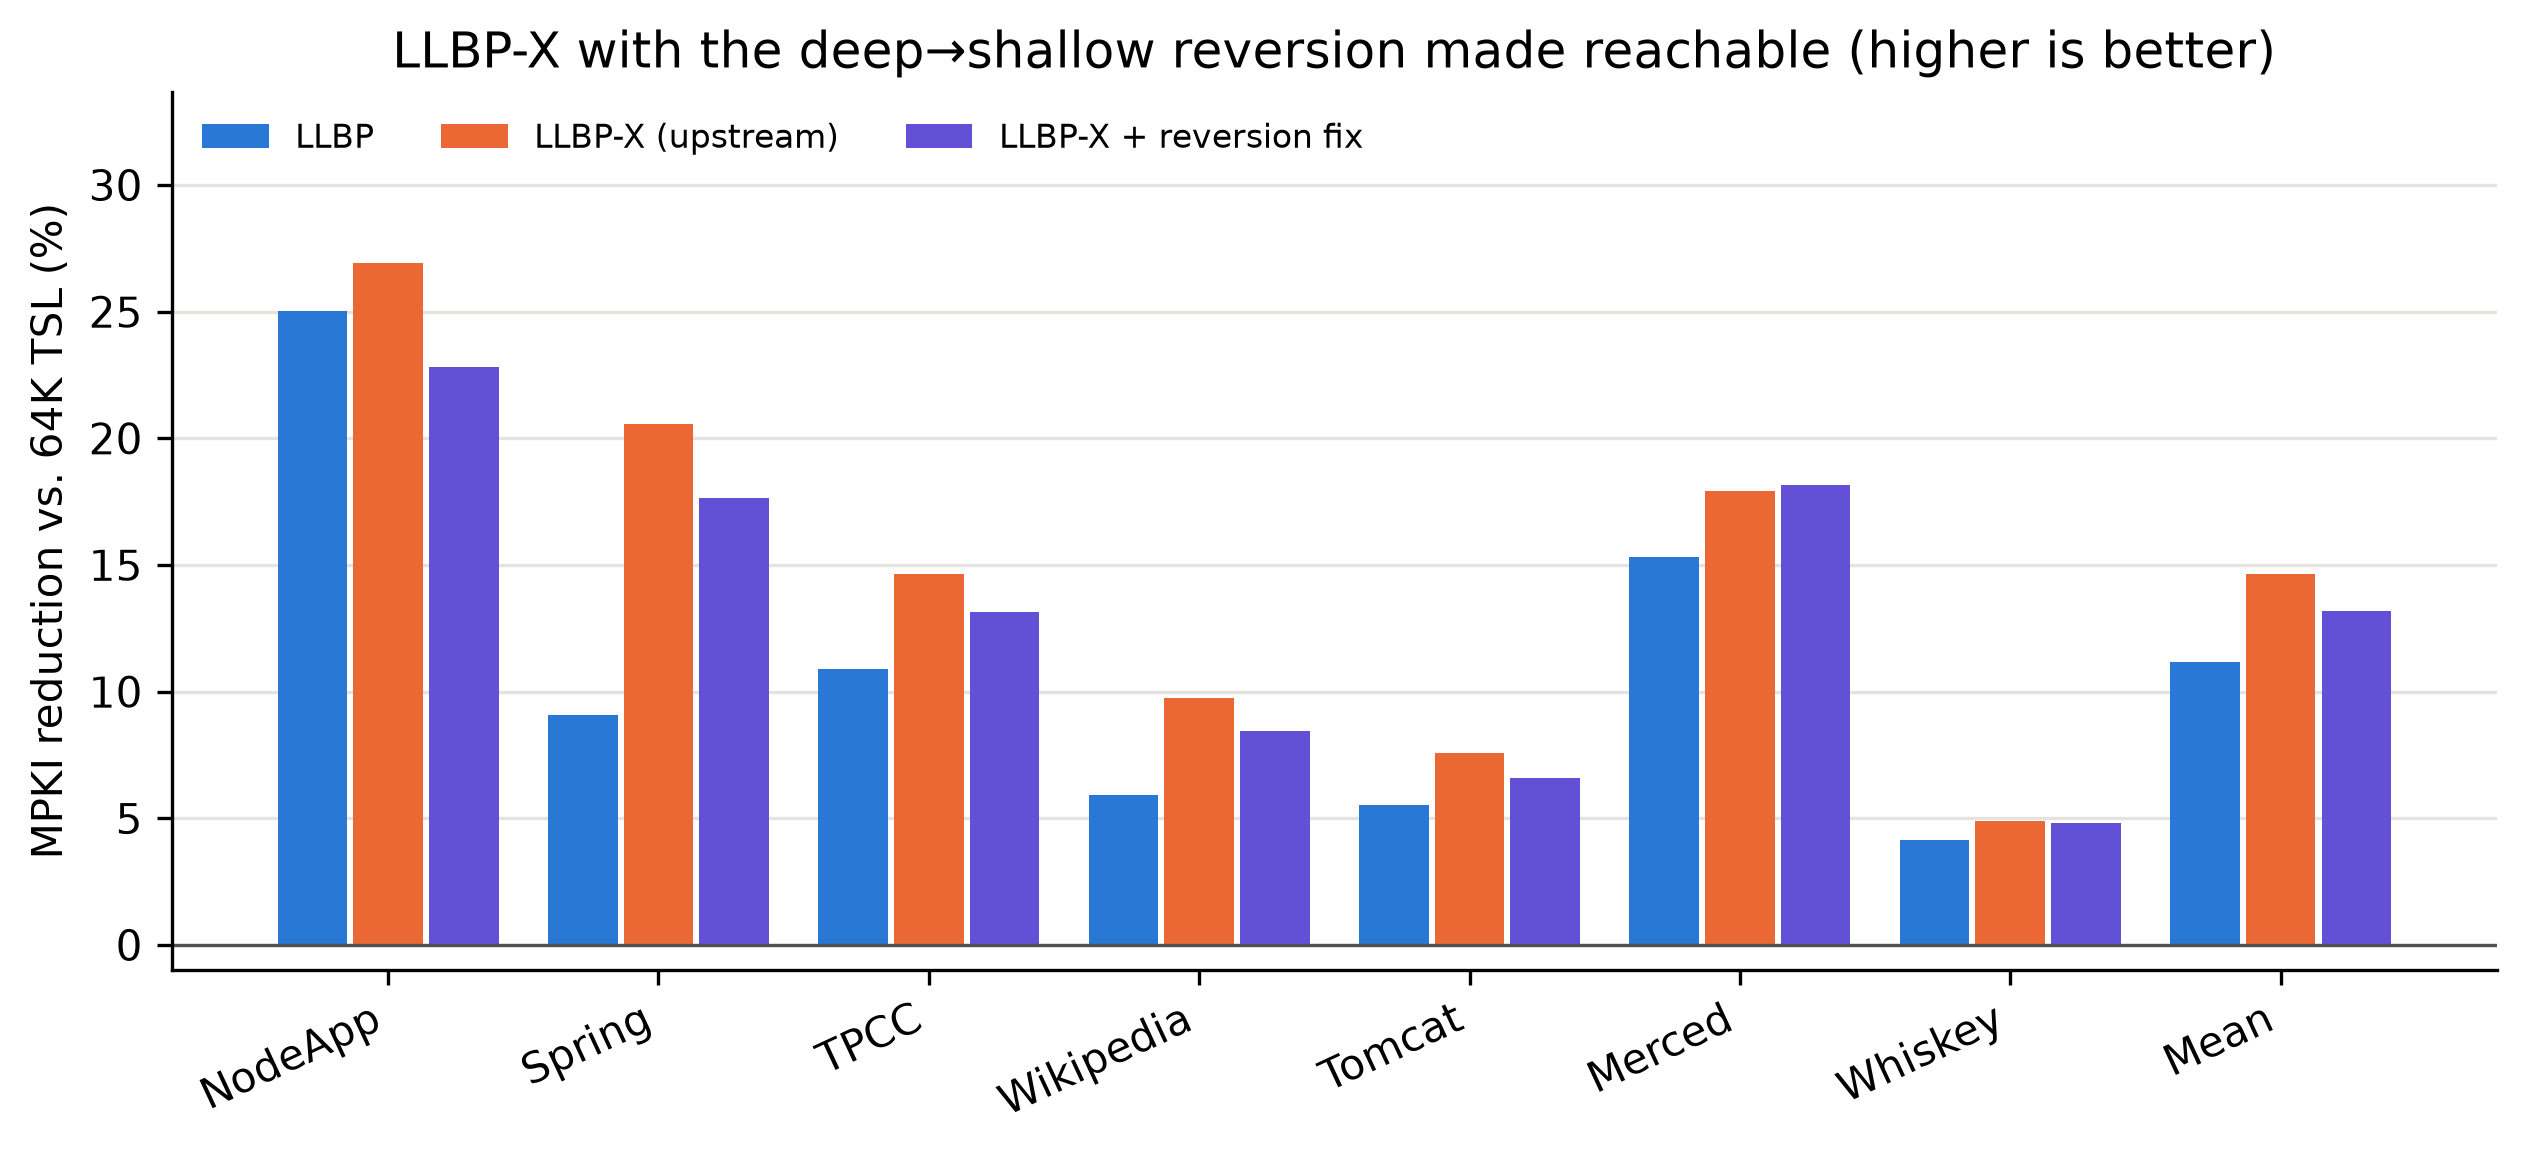 LLBP-X with the deep→shallow reversion made reachable (higher is better)
LLBP
LLBP-X (upstream)
LLBP-X + reversion fix
MPKI reduction vs. 64K TSL (%)
30
25
20
15
10
5
0
NodeApp
Spring
TPCC
Wikipedia
Tomcat
Merced
Whiskey
Mean